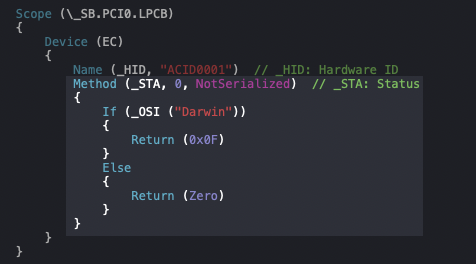 Scope (\_SB.PCI0.LPCB)
{
    Device (EC)
    {
        Name (_HID, "ACID0001")  // _HID: Hardware ID
        Method (_STA, 0, NotSerialized)  // _STA: Status
        {
            If (_OSI ("Darwin"))
            {
                Return (0x0F)
            }
            Else
            {
                Return (Zero)
            }
        }
    }
}